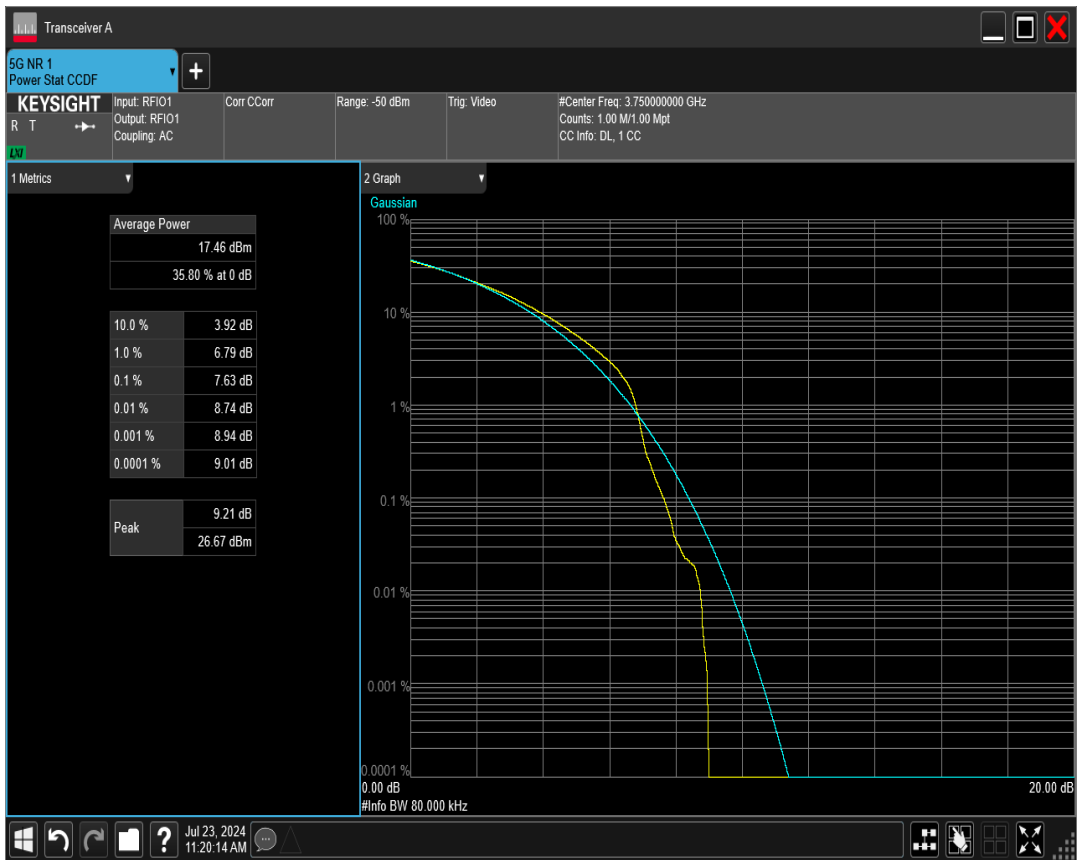 Transceiver A
5G NR 1
Power Stat CCDF
+
KEYSIGHT
R T
LXI
Input: RFIO1
Output: RFIO1
Coupling: AC
Corr CCorr
Range: -50 dBm
Trig: Video
#Center Freq: 3.750000000 GHz
Counts: 1.00 M/1.00 Mpt
CC Info: DL, 1 CC
1 Metrics
Average Power
17.46 dBm
35.80 % at 0 dB
10.0 % 3.92 dB
1.0 % 6.79 dB
0.1 % 7.63 dB
0.01 % 8.74 dB
0.001 % 8.94 dB
0.0001 % 9.01 dB
Peak
9.21 dB
26.67 dBm
2 Graph
Gaussian
100 %
10 %
1 %
0.1 %
0.01 %
0.001 %
0.0001 %
0.00 dB 20.00 dB
#Info BW 80.000 kHz
?
Jul 23, 2024
11:20:14 AM